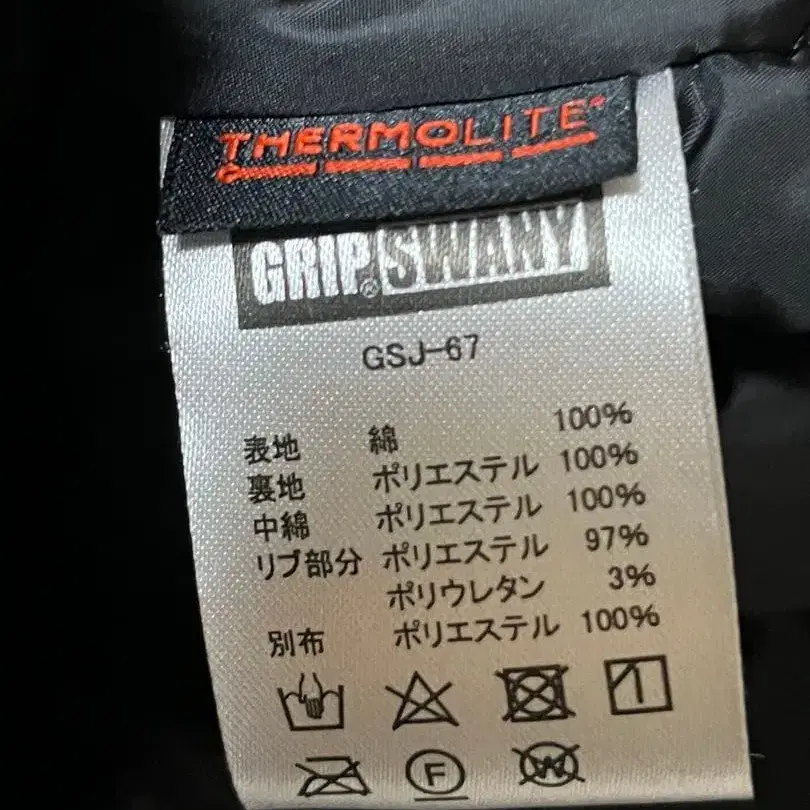 THERMOLITE®
GRIP® SWANY
GSJ-67
表地 綿 100%
裏地 ポリエステル 100%
中綿 ポリエステル 100%
リブ部分 ポリエステル 97%
ポリウレタン 3%
別布 ポリエステル 100%
F
W